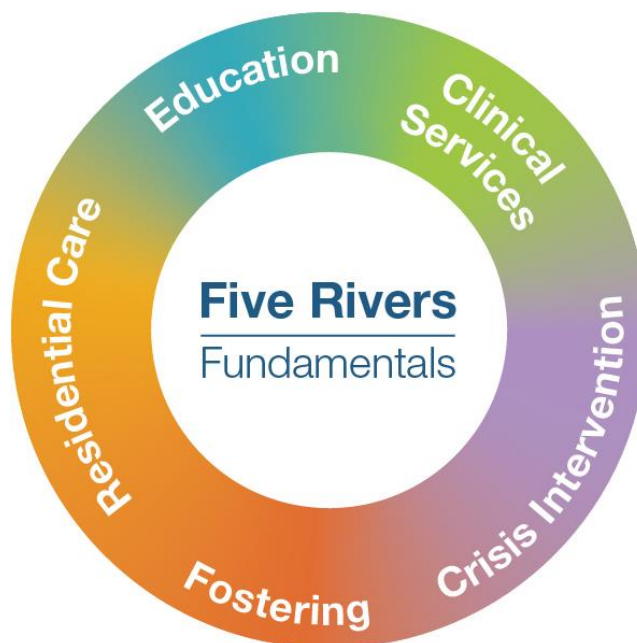 Five Rivers
Fundamentals
Education
Clinical
Services
Crisis Intervention
Fostering
Residential Care